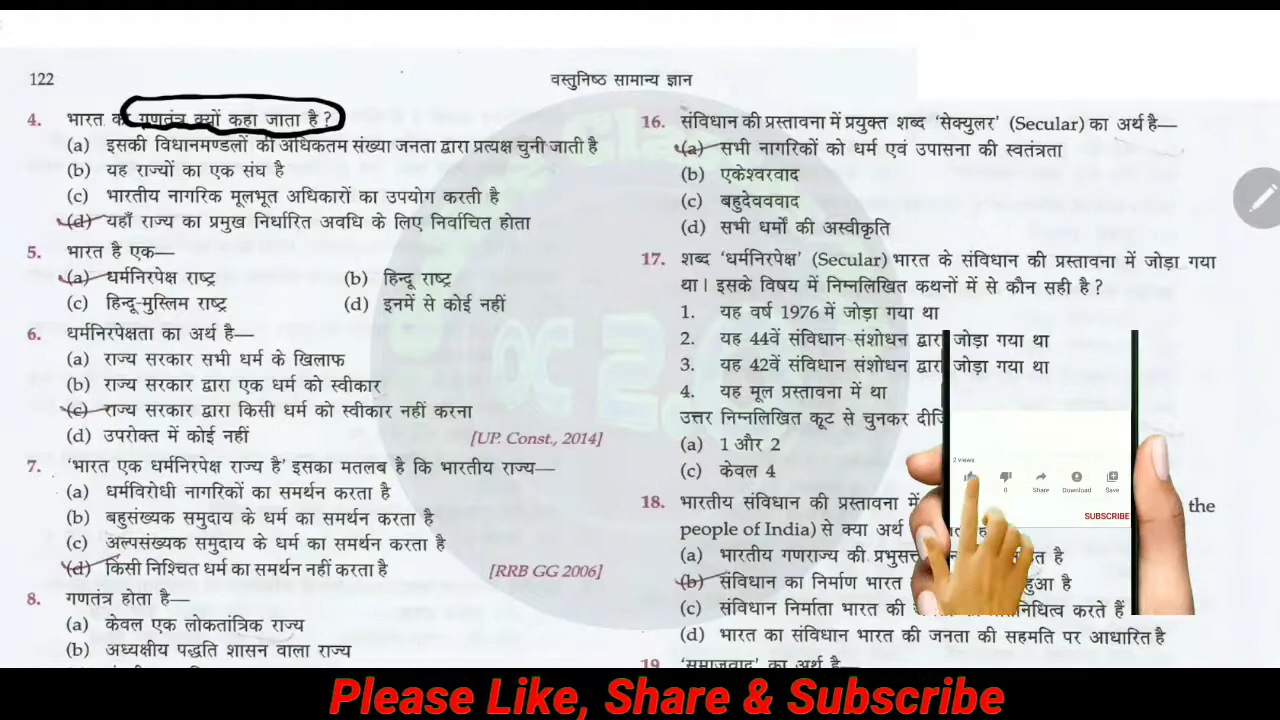 122
वस्तुनिष्ठ सामान्य ज्ञान
4. भारत को गणतंत्र क्यों कहा जाता है ?
(a) इसकी विधानमण्डलों की अधिकतम संख्या जनता द्वारा प्रत्यक्ष चुनी जाती है
(b) यह राज्यों का एक संघ है
(c) भारतीय नागरिक मूलभूत अधिकारों का उपयोग करती है
(d) यहाँ राज्य का प्रमुख निर्धारित अवधि के लिए निर्वाचित होता
5. भारत है एक—
(a) धर्मनिरपेक्ष राष्ट्र (b) हिन्दू राष्ट्र
(c) हिन्दू-मुस्लिम राष्ट्र (d) इनमें से कोई नहीं
6. धर्मनिरपेक्षता का अर्थ है—
(a) राज्य सरकार सभी धर्म के खिलाफ
(b) राज्य सरकार द्वारा एक धर्म को स्वीकार
(c) राज्य सरकार द्वारा किसी धर्म को स्वीकार नहीं करना
(d) उपरोक्त में कोई नहीं [UP. Const., 2014]
7. 'भारत एक धर्मनिरपेक्ष राज्य है' इसका मतलब है कि भारतीय राज्य—
(a) धर्मविरोधी नागरिकों का समर्थन करता है
(b) बहुसंख्यक समुदाय के धर्म का समर्थन करता है
(c) अल्पसंख्यक समुदाय के धर्म का समर्थन करता है
(d) किसी निश्चित धर्म का समर्थन नहीं करता है [RRB GG 2006]
8. गणतंत्र होता है—
(a) केवल एक लोकतांत्रिक राज्य
(b) अध्यक्षीय पद्धति शासन वाला राज्य
16. संविधान की प्रस्तावना में प्रयुक्त शब्द 'सेक्युलर' (Secular) का अर्थ है—
(a) सभी नागरिकों को धर्म एवं उपासना की स्वतंत्रता
(b) एकेश्वरवाद
(c) बहुदेववाद
(d) सभी धर्मों की अस्वीकृति
17. शब्द 'धर्मनिरपेक्ष' (Secular) भारत के संविधान की प्रस्तावना में जोड़ा गया
था। इसके विषय में निम्नलिखित कथनों में से कौन सही है ?
1. यह वर्ष 1976 में जोड़ा गया था
2. यह 44वें संविधान संशोधन द्वारा जोड़ा गया था
3. यह 42वें संविधान संशोधन द्वारा जोड़ा गया था
4. यह मूल प्रस्तावना में था
उत्तर निम्नलिखित कूट से चुनकर
(a) 1 और 2
(c) केवल 4
18. भारतीय संविधान की प्रस्तावना में the
people of India) से क्या अर्थ
(a) भारतीय गणराज्य की है
(b) संविधान का निर्माण भारत हुआ है
(c) संविधान निर्माता भारत की करते हैं
(d) भारत का संविधान भारत की जनता की सहमति पर आधारित है
19. 'समाजवाद' का अर्थ है—
2 views
0 Share Download Save
SUBSCRIBE
Please Like, Share & Subscribe